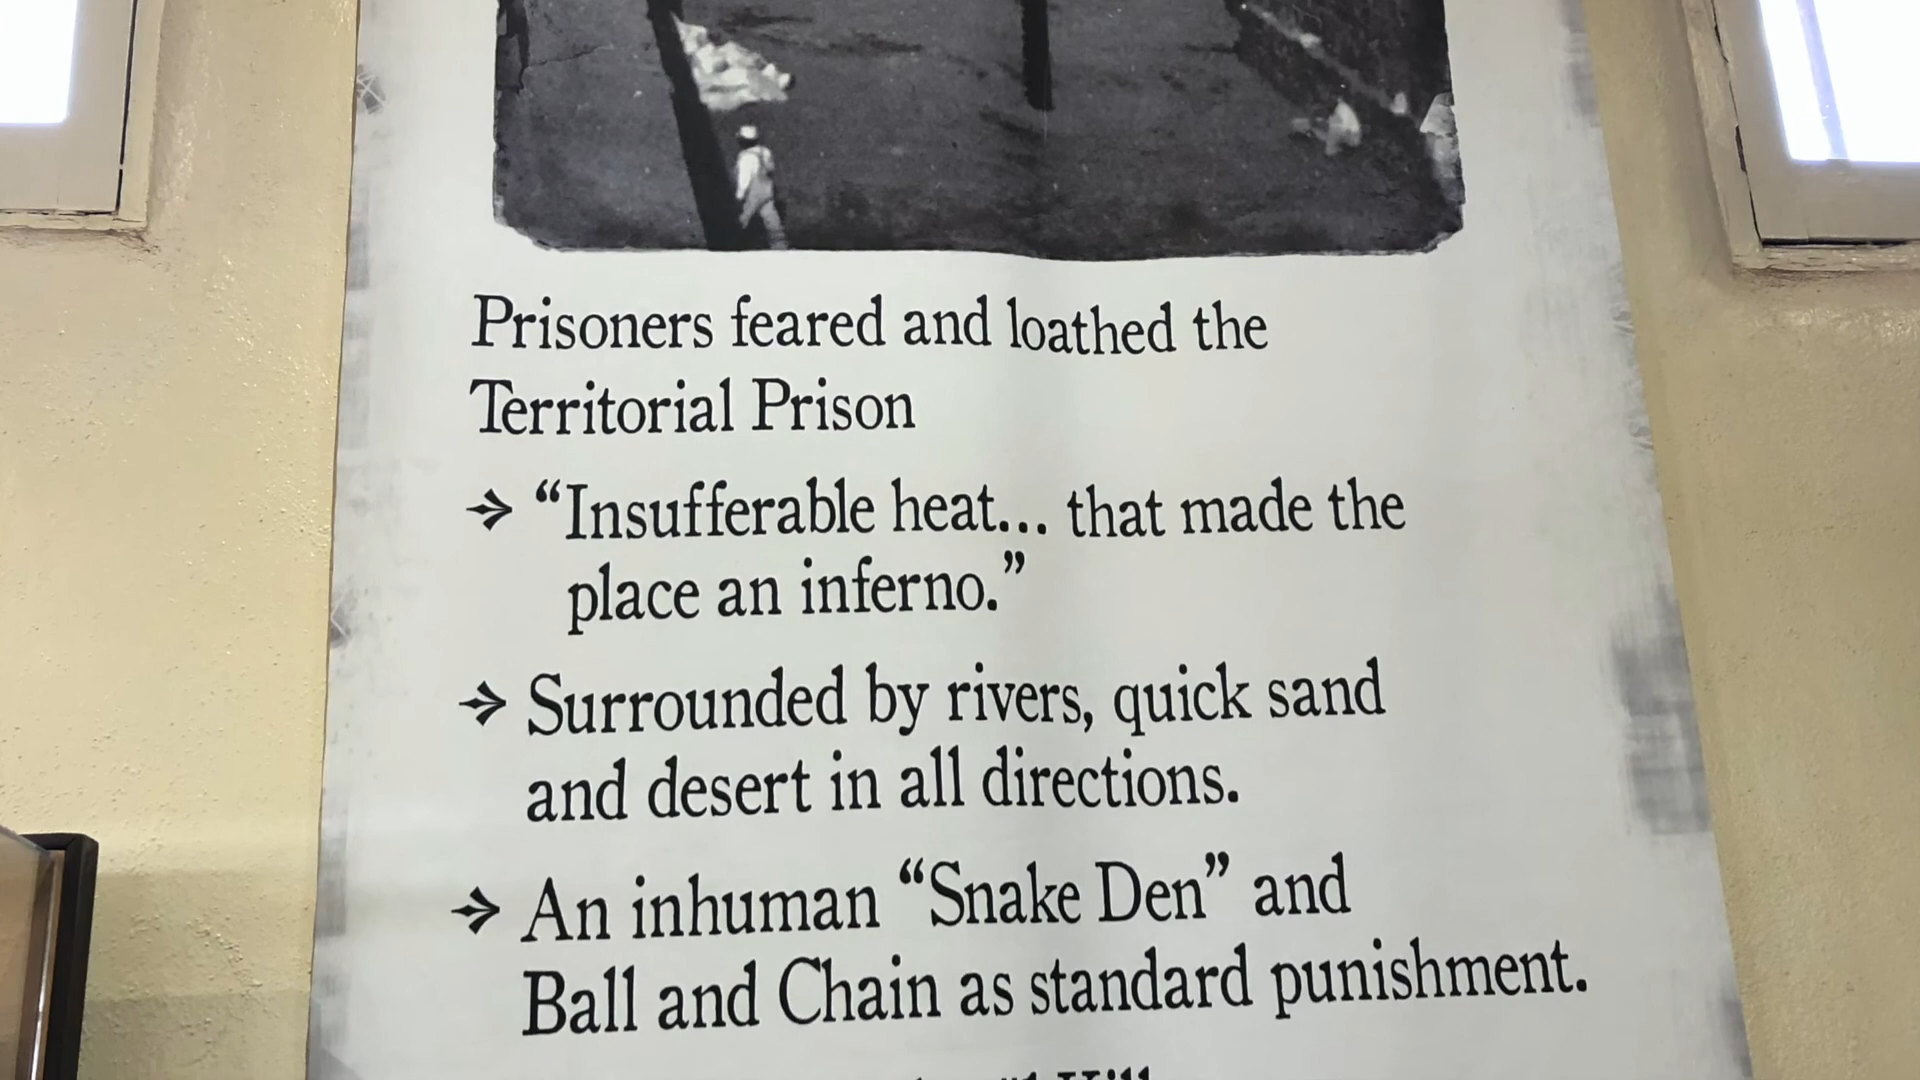 Prisoners feared and loathed the
Territorial Prison
➔ “Insufferable heat... that made the
place an inferno.”
➔ Surrounded by rivers, quick sand
and desert in all directions.
➔ An inhuman “Snake Den” and
Ball and Chain as standard punishment.